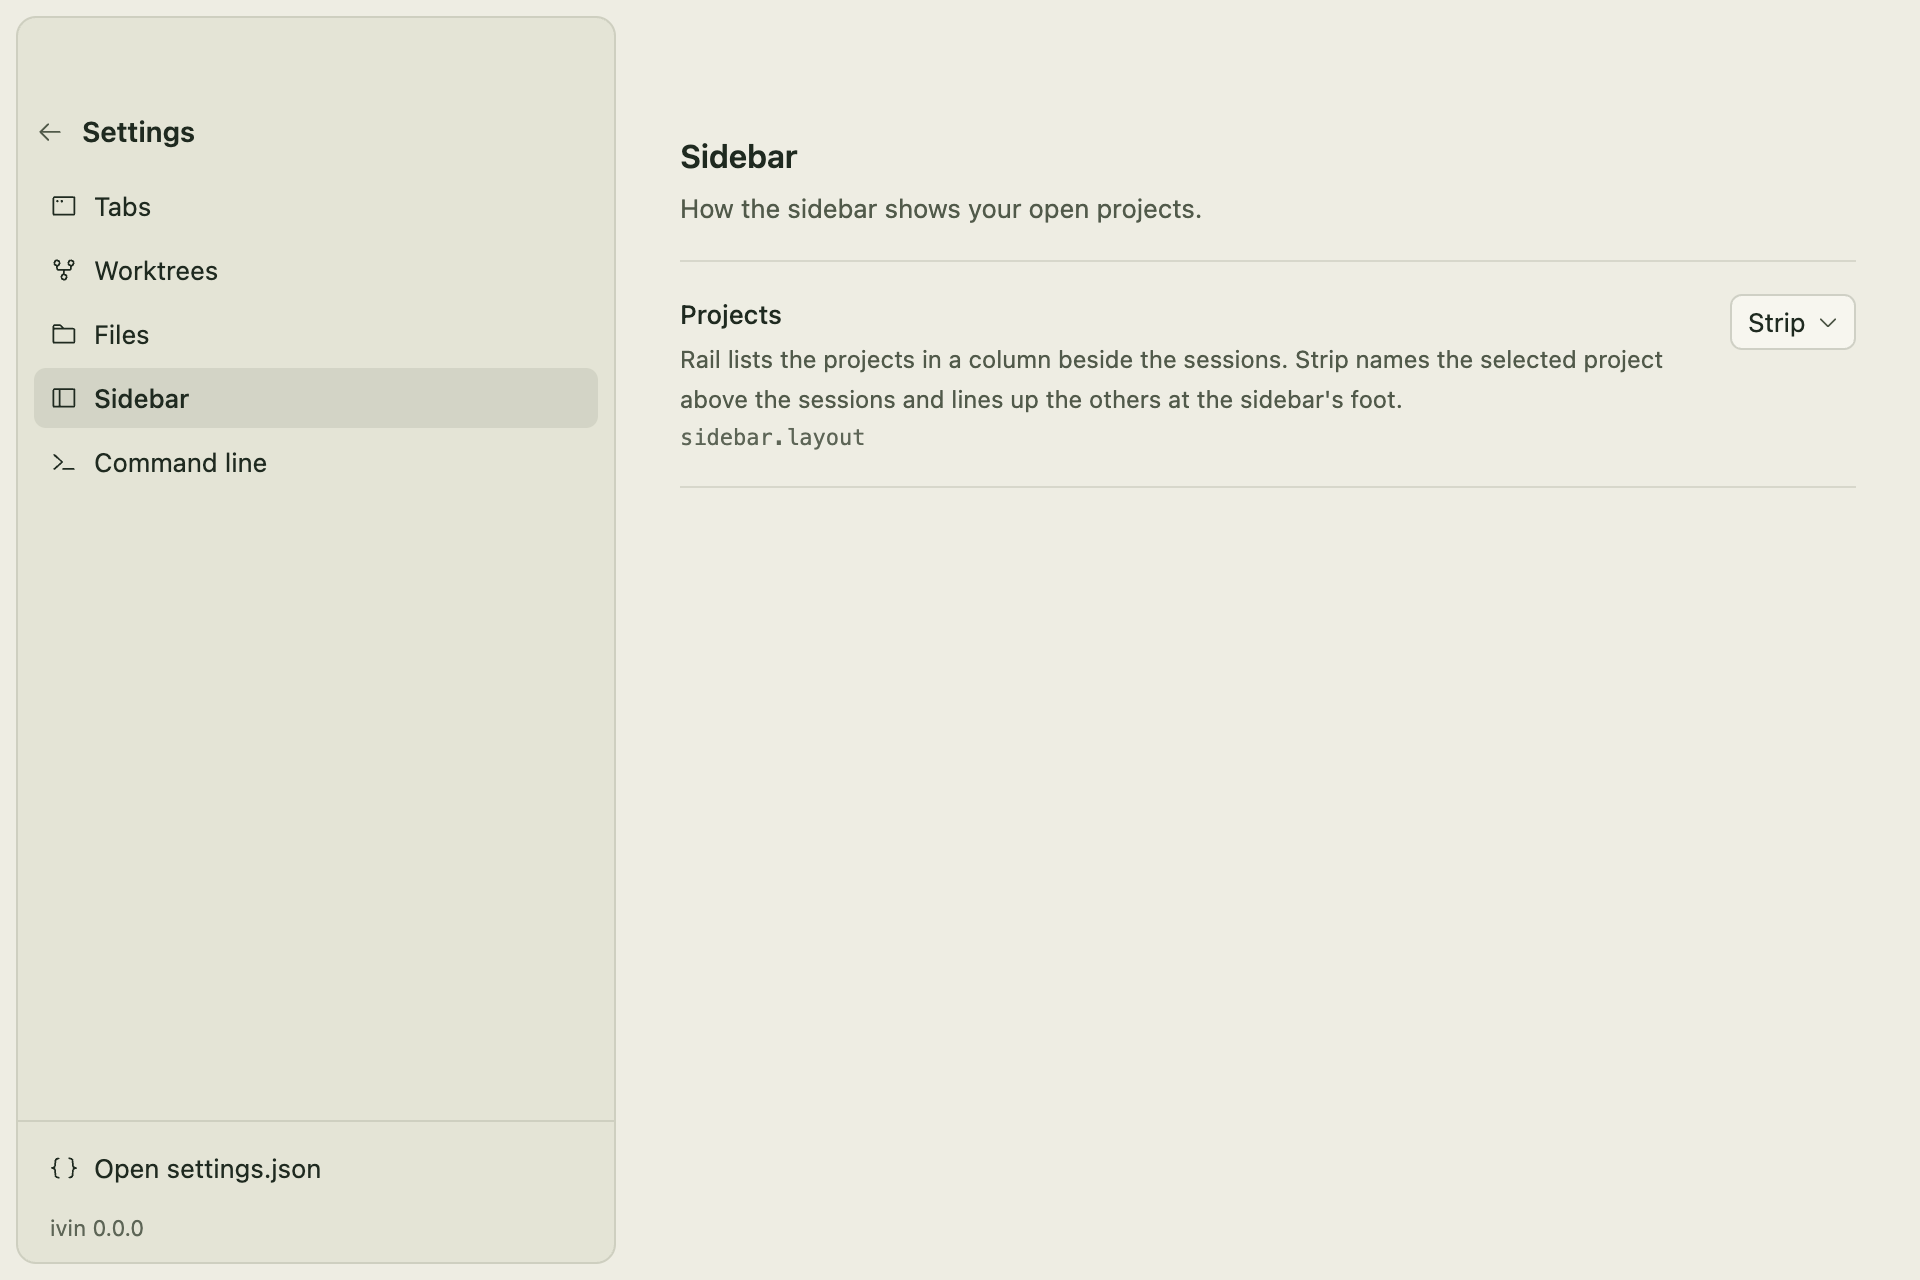 Settings
Tabs
Worktrees
Files
Sidebar
Command line
Open settings.json
ivin 0.0.0
Sidebar
How the sidebar shows your open projects.
Projects
Strip
Rail lists the projects in a column beside the sessions. Strip names the selected project
above the sessions and lines up the others at the sidebar's foot.
sidebar.layout